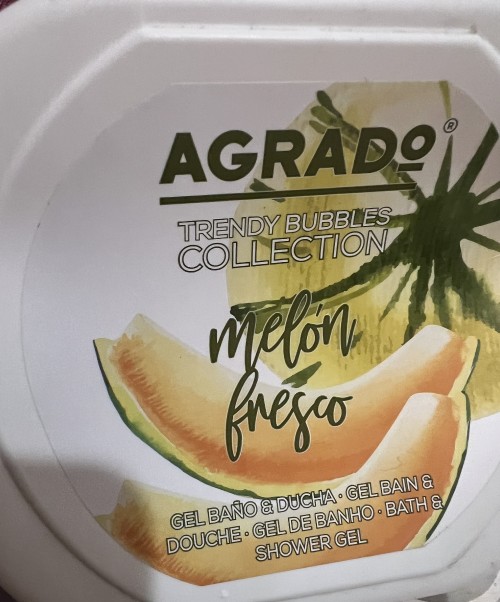 AGRADO®
TRENDY BUBBLES
COLLECTION
melón
fresco
GEL BAÑO & DUCHA · GEL BAIN &
DOUCHE · GEL DE BANHO · BATH &
SHOWER GEL